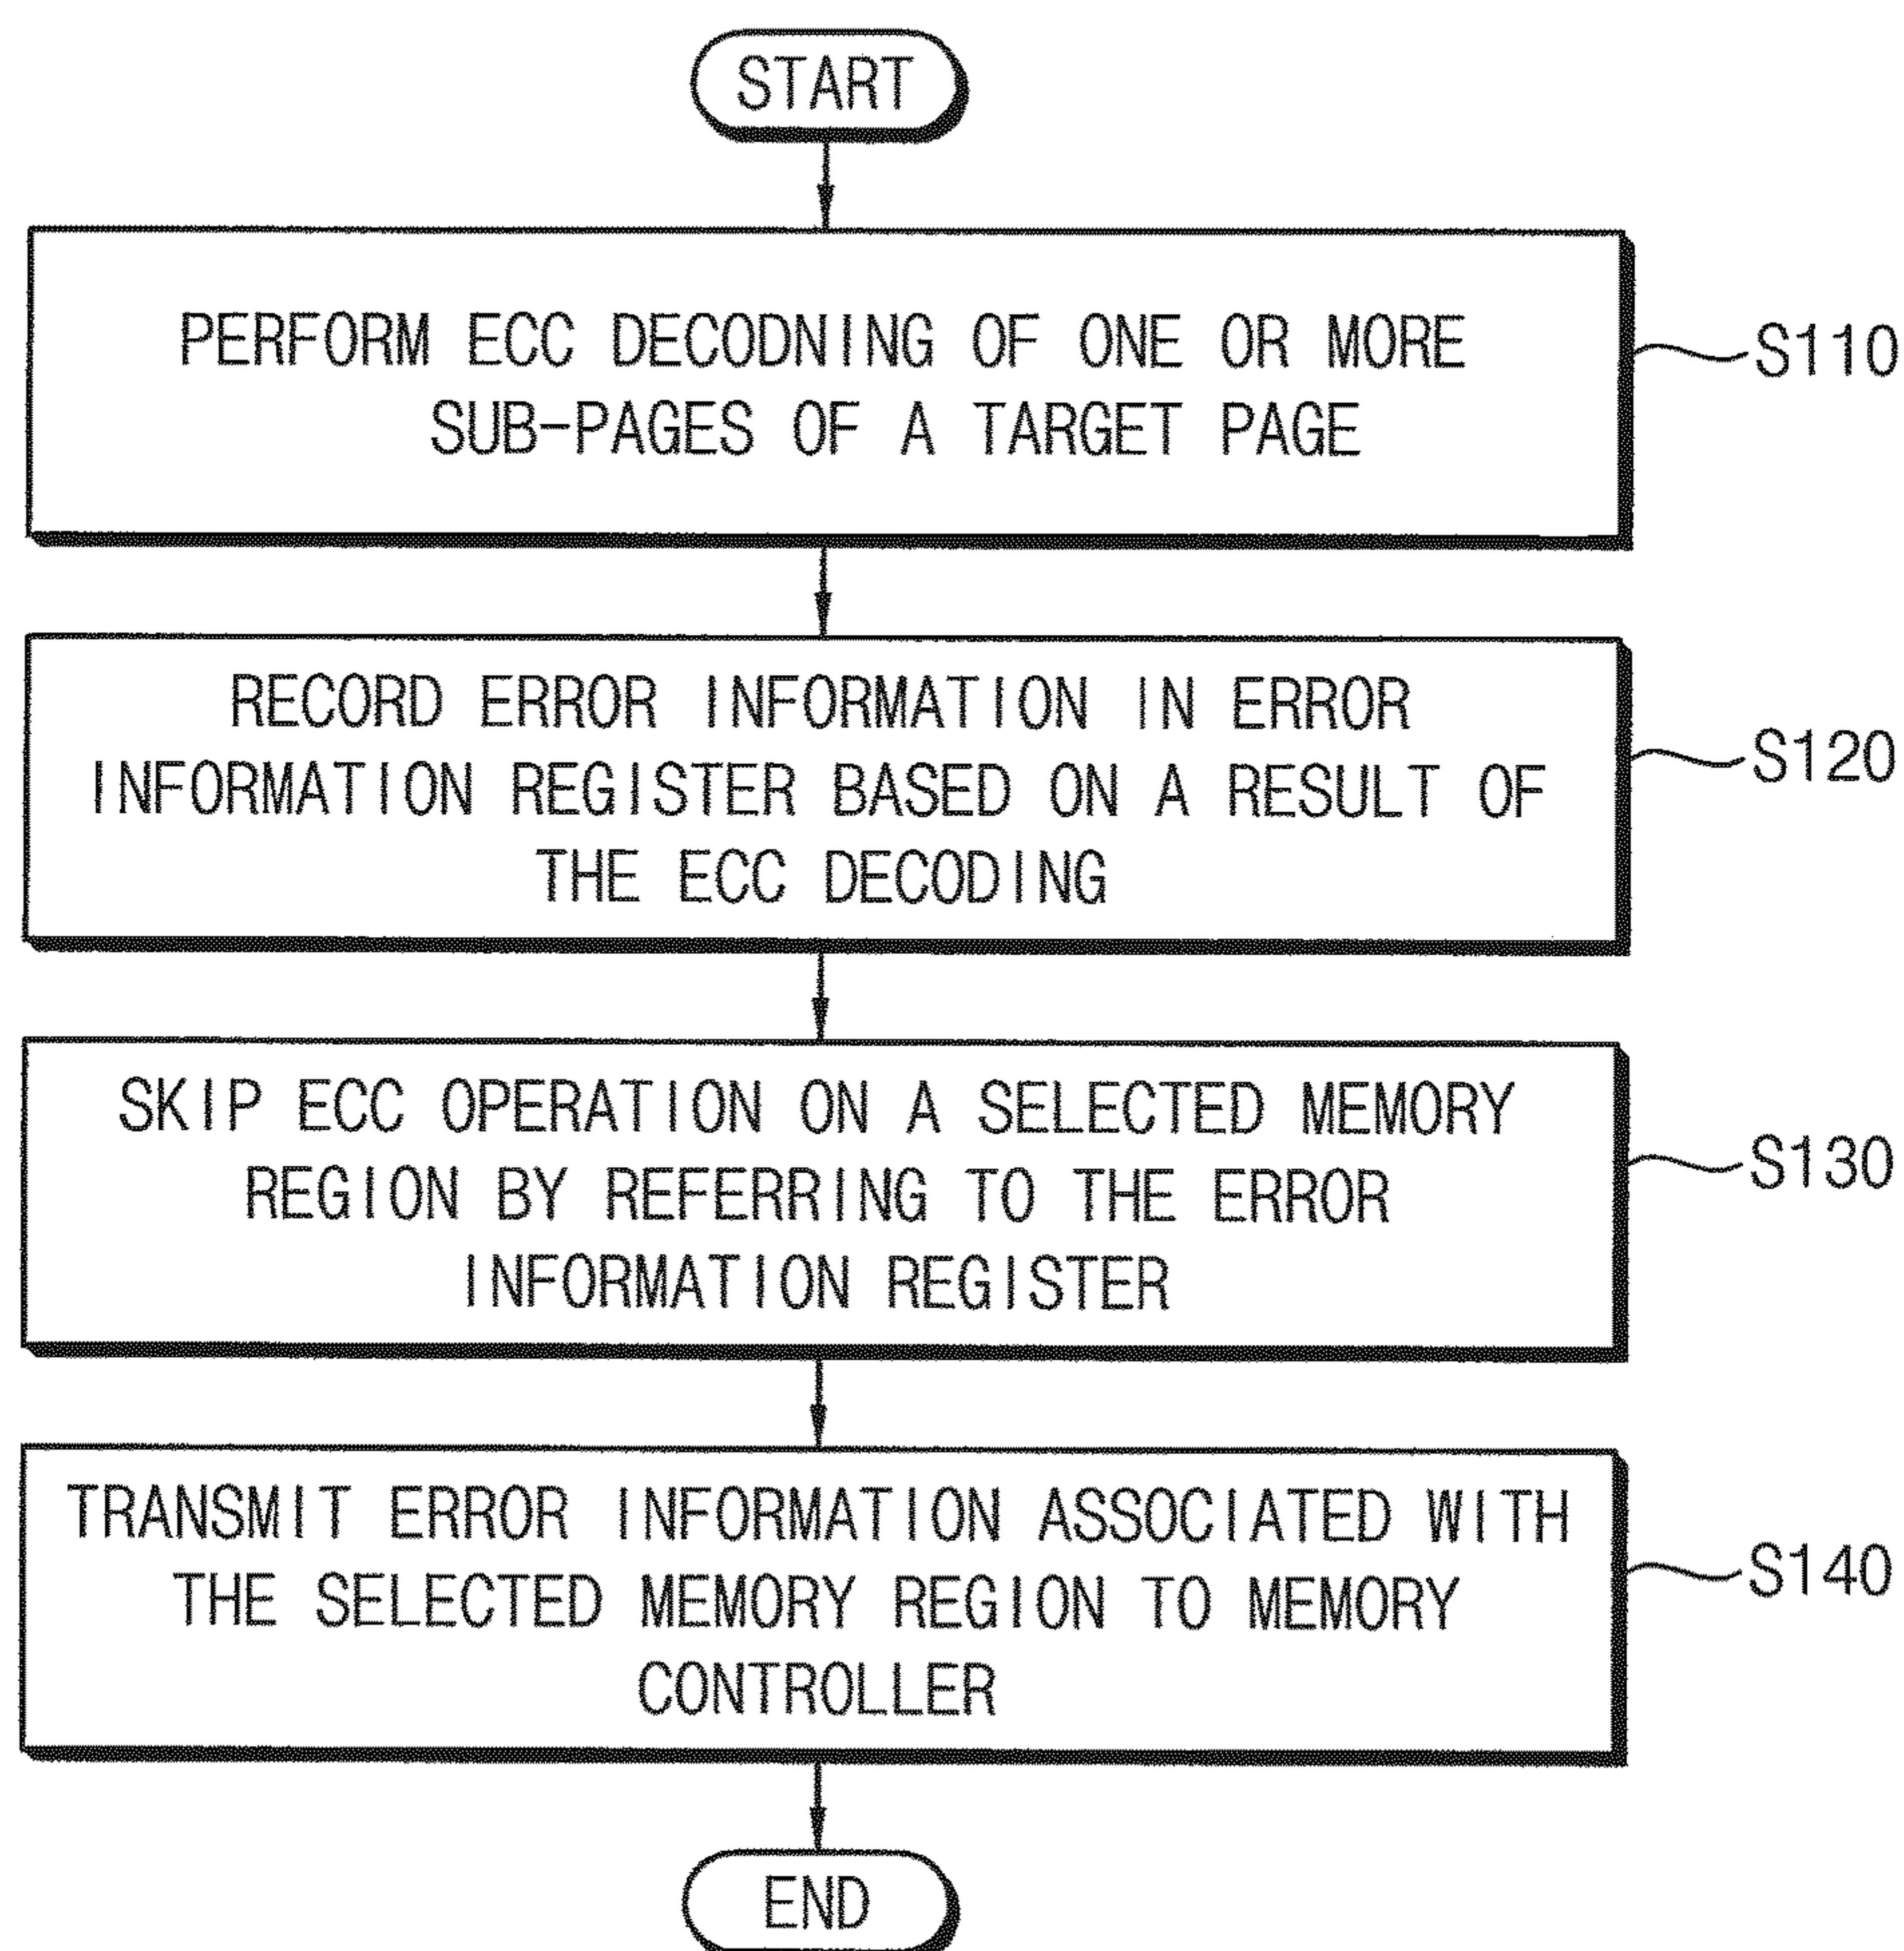 START
PERFORM ECC DECODNING OF ONE OR MORE
SUB-PAGES OF A TARGET PAGE
S110
RECORD ERROR INFORMATION IN ERROR
INFORMATION REGISTER BASED ON A RESULT OF
THE ECC DECODING
S120
SKIP ECC OPERATION ON A SELECTED MEMORY
REGION BY REFERRING TO THE ERROR
INFORMATION REGISTER
S130
TRANSMIT ERROR INFORMATION ASSOCIATED WITH
THE SELECTED MEMORY REGION TO MEMORY
CONTROLLER
S140
END